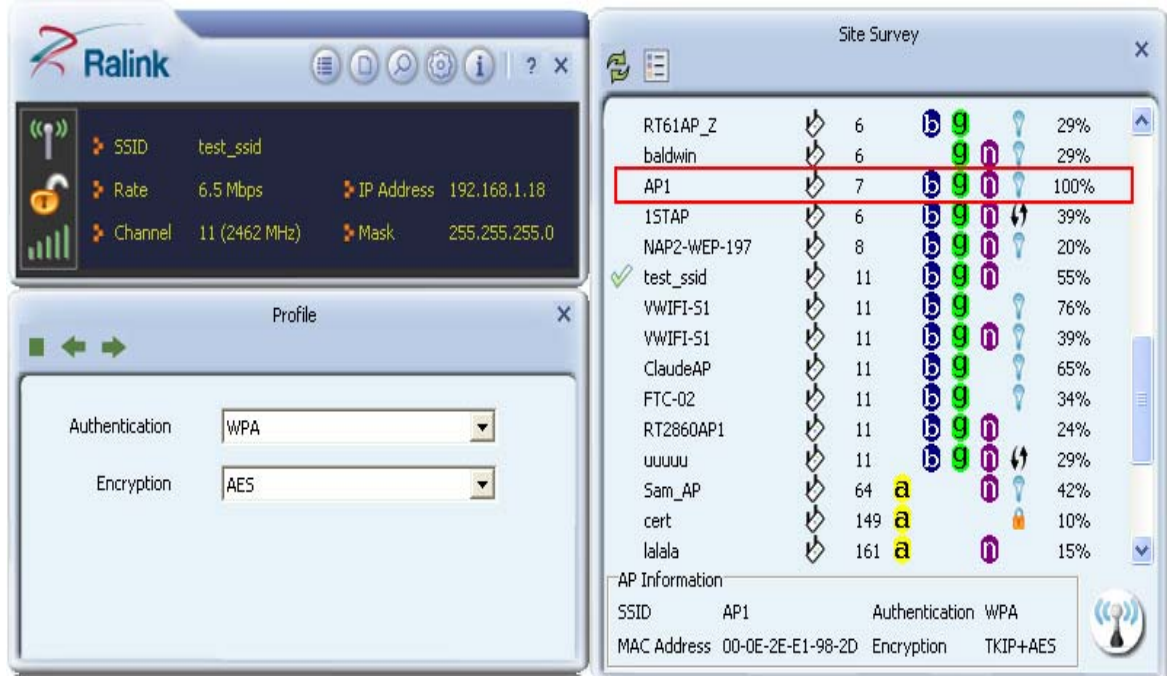 Ralink
i ? x
SSID test_ssid
Rate 6.5 Mbps IP Address 192.168.1.18
Channel 11 (2462 MHz) Mask 255.255.255.0
Profile x
Authentication WPA
Encryption AES
Site Survey x
RT61AP_Z 6 b g 29%
baldwin 6 g n 29%
AP1 7 b g n 100%
1STAP 6 b g n 39%
NAP2-WEP-197 8 b g n 20%
test_ssid 11 b g n 55%
VWIFI-S1 11 b g 76%
VWIFI-S1 11 b g n 39%
ClaudeAP 11 b g 65%
FTC-02 11 b g 34%
RT2860AP1 11 b g n 24%
uuuuu 11 b g n 29%
Sam_AP 64 a n 42%
cert 149 a 10%
lalala 161 a n 15%
AP Information
SSID AP1 Authentication WPA
MAC Address 00-0E-2E-E1-98-2D Encryption TKIP+AES